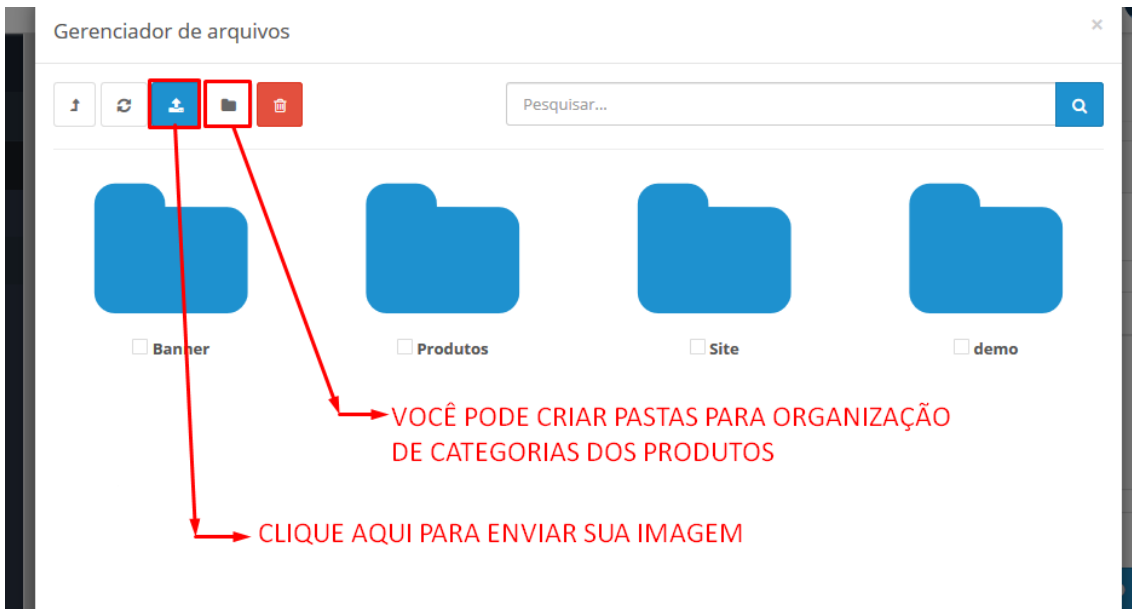 Gerenciador de arquivos
×
Pesquisar...
Banner
Produtos
Site
demo
VOCÊ PODE CRIAR PASTAS PARA ORGANIZAÇÃO
DE CATEGORIAS DOS PRODUTOS
CLIQUE AQUI PARA ENVIAR SUA IMAGEM